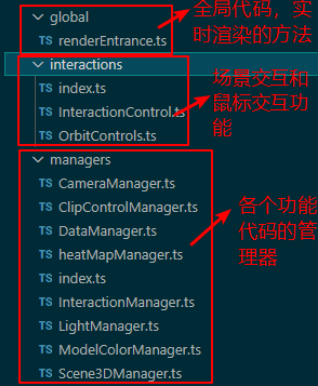 global
全局代码，实
时渲染的方法
TS renderEntrance.ts
interactions
场景交互和
鼠标交互功
能
TS index.ts
TS InteractionControl.ts
TS OrbitControls.ts
managers
TS CameraManager.ts
TS ClipControlManager.ts
TS DataManager.ts
TS heatMapManager.ts
TS index.ts
TS InteractionManager.ts
TS LightManager.ts
TS ModelColorManager.ts
TS Scene3DManager.ts
各个功能
代码的管
理器